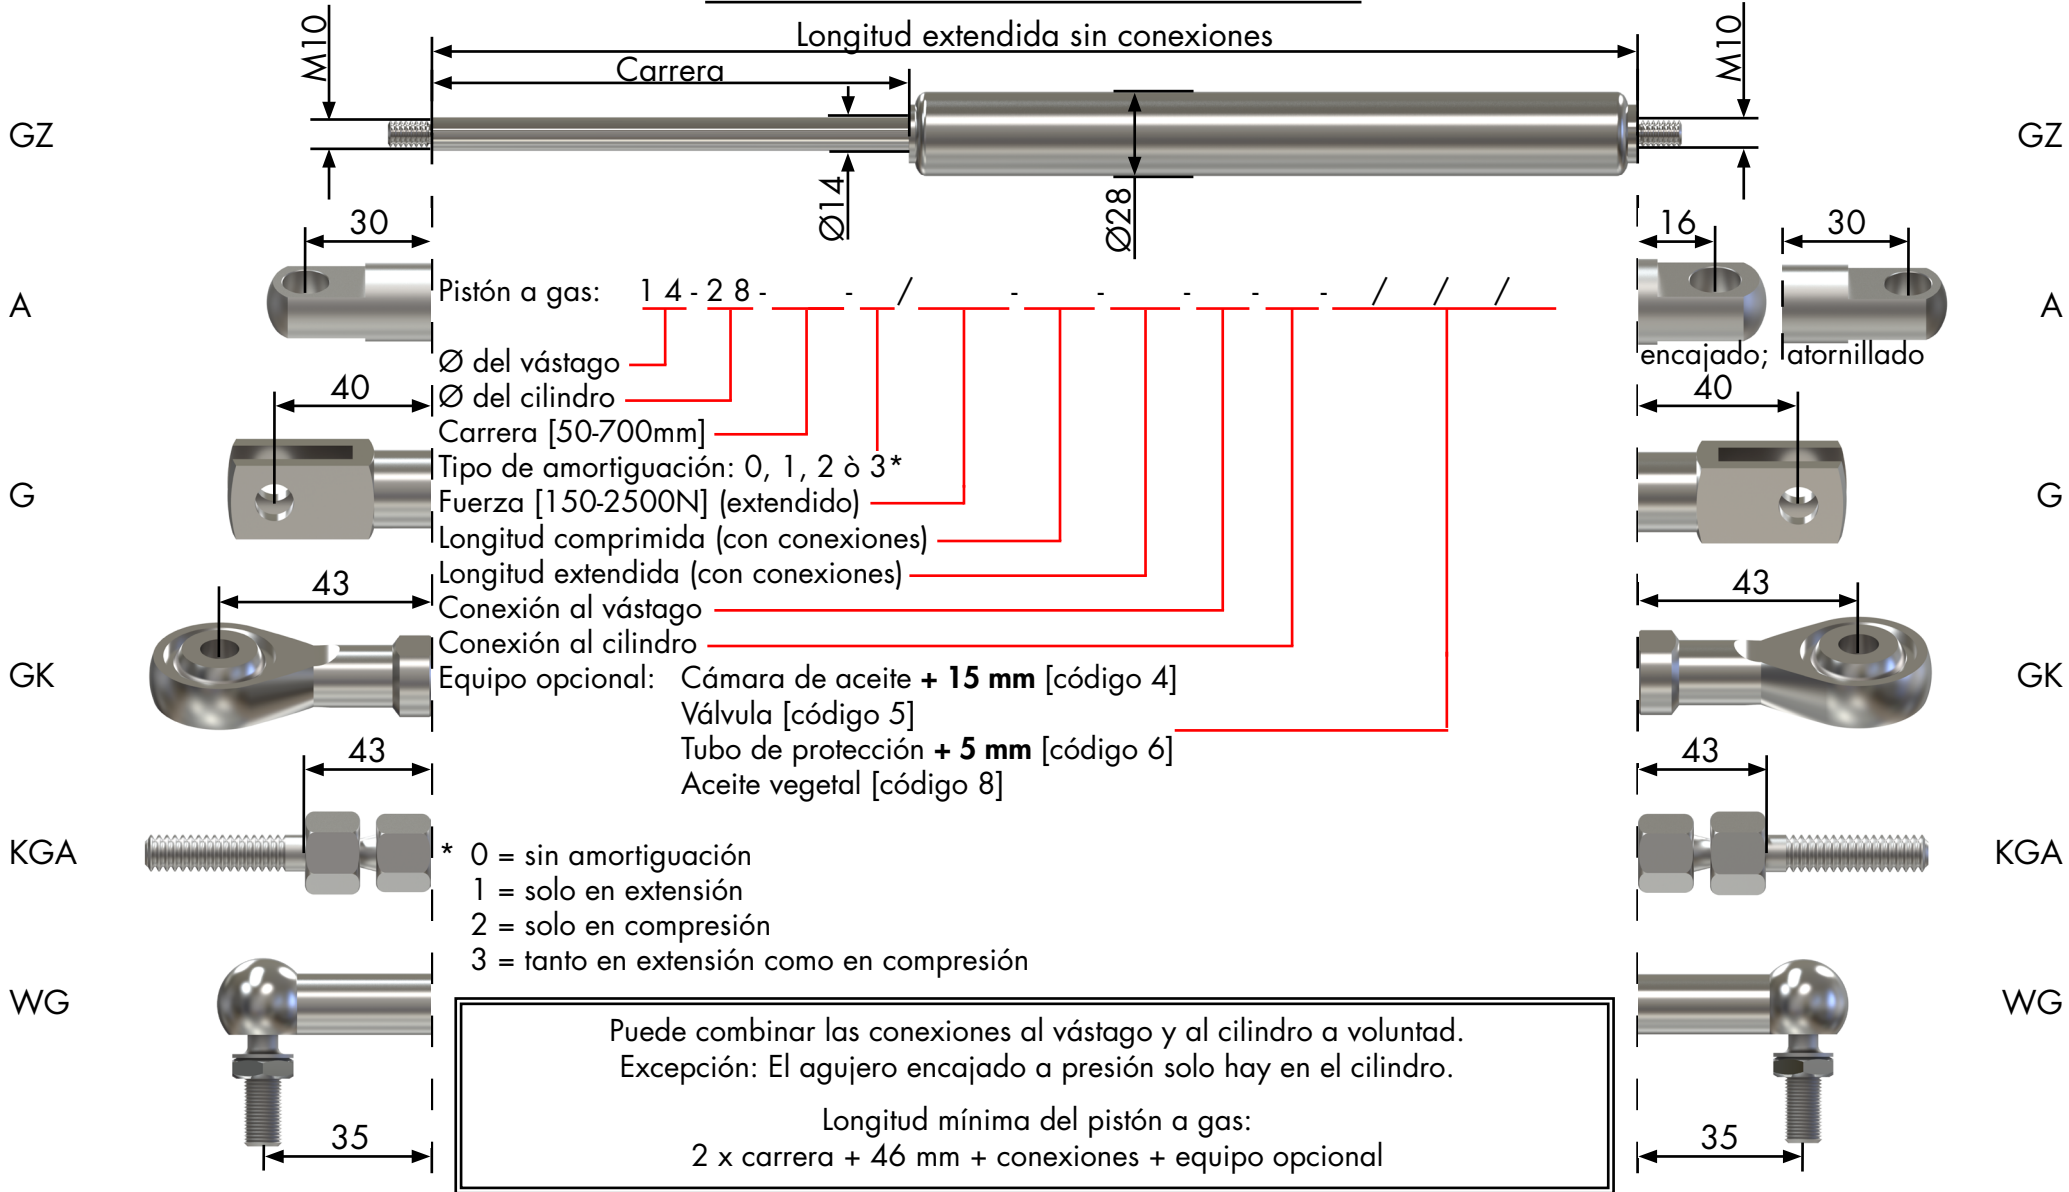 Longitud extendida sin conexiones
Carrera
M10
M10
GZ
GZ
Ø14
Ø28
30
16
30
A
A
Pistón a gas: 1 4 - 2 8 - - / - - - - - / / /
encajado; atornillado
Ø del vástago
40
40
Ø del cilindro
Carrera [50-700mm]
Tipo de amortiguación: 0, 1, 2 ò 3*
G
G
Fuerza [150-2500N] (extendido)
Longitud comprimida (con conexiones)
Longitud extendida (con conexiones)
43
43
Conexión al vástago
Conexión al cilindro
GK
GK
Equipo opcional: Cámara de aceite + 15 mm [código 4]
Válvula [código 5]
Tubo de protección + 5 mm [código 6]
43
43
Aceite vegetal [código 8]
KGA
KGA
* 0 = sin amortiguación
1 = solo en extensión
2 = solo en compresión
3 = tanto en extensión como en compresión
WG
WG
Puede combinar las conexiones al vástago y al cilindro a voluntad.
Excepción: El agujero encajado a presión solo hay en el cilindro.
Longitud mínima del pistón a gas:
2 x carrera + 46 mm + conexiones + equipo opcional
35
35